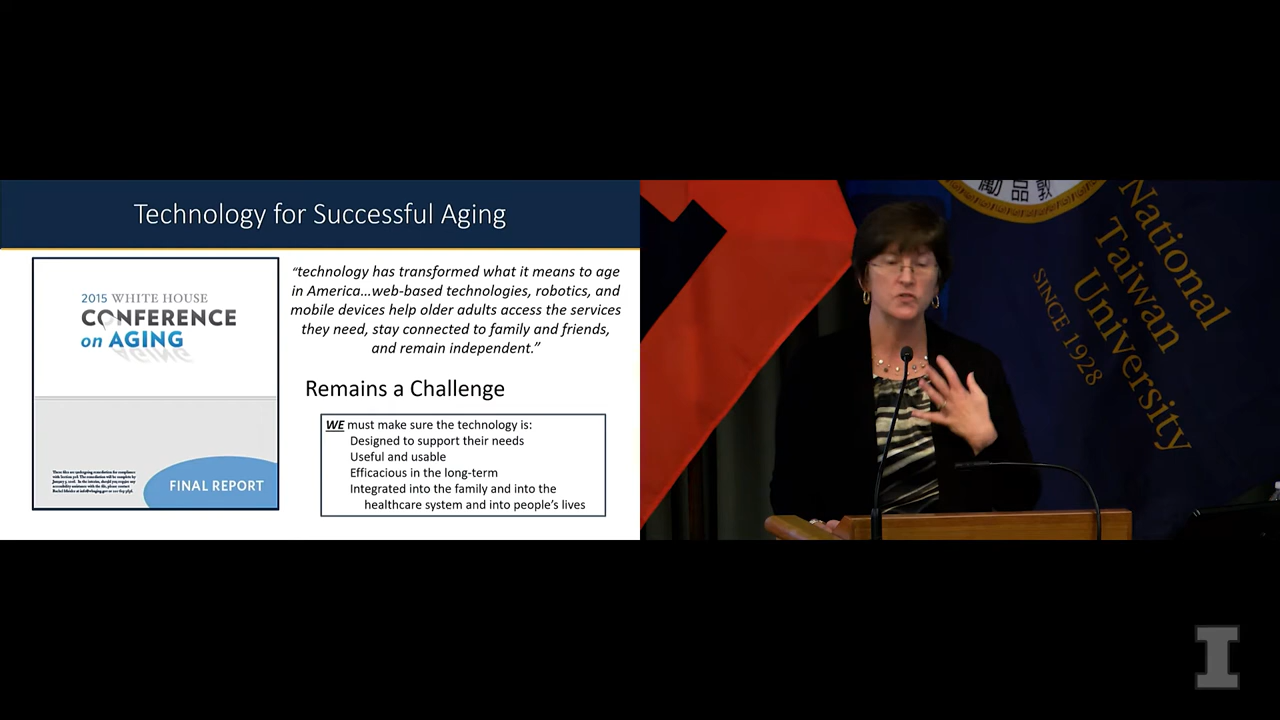 Technology for Successful Aging
2015 WHITE HOUSE
CONFERENCE
on AGING
FINAL REPORT
“technology has transformed what it means to age
in America...web-based technologies, robotics, and
mobile devices help older adults access the services
they need, stay connected to family and friends,
and remain independent.”
Remains a Challenge
WE must make sure the technology is:
Designed to support their needs
Useful and usable
Efficacious in the long-term
Integrated into the family and into the
healthcare system and into people’s lives
National
Taiwan
University
SINCE 1928
I